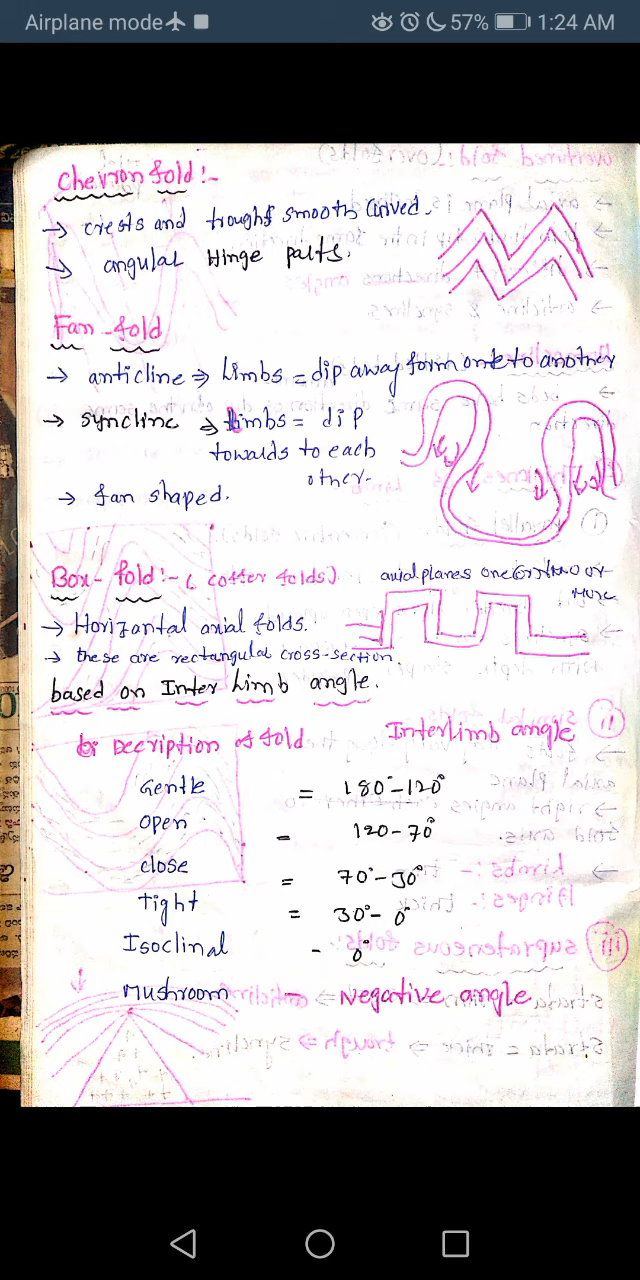 Airplane mode 57% 1:24 AM
Chevron fold:-
→ crests and troughs smooth curved.
→ angular Hinge parts.
Fan-fold
→ anticline ⇒ Limbs = dip away form one to another
→ syncline ⇒ limbs = dip
towards to each
other.
→ fan shaped.
Box-fold:- ( coffer folds)
axial planes one (or) two or
more
→ Horizantal axial folds.
→ these are rectangular cross-section
based on Inter Limb angle.
Decription of fold Interlimb angle
Gentle = 180°-120°
open = 120-70°
close = 70°-30°
Tight = 30°-0°
Isoclinal - 0°
Mushroom - Negative angle